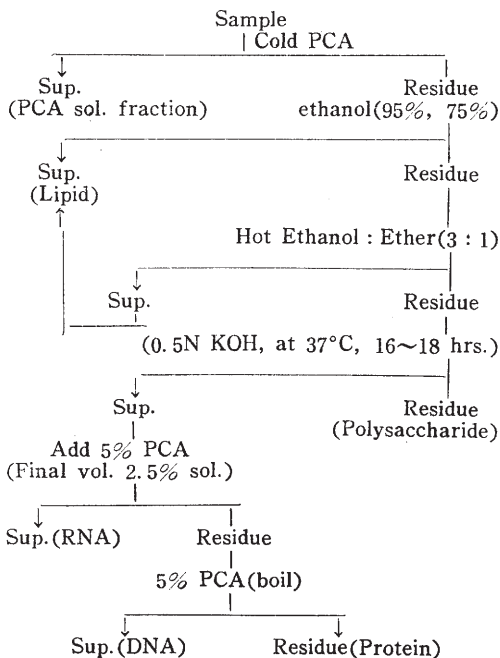 Sample
Cold PCA
Sup. Residue
(PCA sol. fraction) ethanol(95%, 75%)
Sup. Residue
(Lipid)
Hot Ethanol : Ether(3 : 1)
Sup. Residue
(0.5N KOH, at 37°C, 16～18 hrs.)
Sup. Residue
(Polysaccharide)
Add 5% PCA
(Final vol. 2.5% sol.)
Sup.(RNA) Residue
5% PCA(boil)
Sup.(DNA) Residue(Protein)